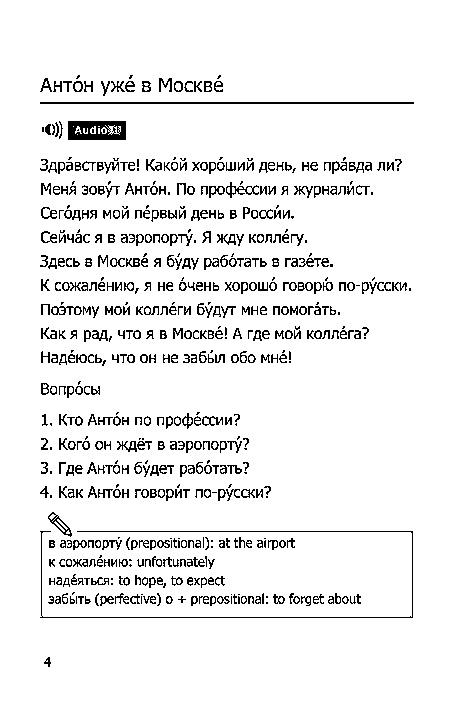 Анто́н уже́ в Москве́
Audio
Здра́вствуйте! Како́й хоро́ший день, не пра́вда ли?
Меня́ зову́т Анто́н. По профе́ссии я журнали́ст.
Сего́дня мой пе́рвый день в Росси́и.
Сейча́с я в аэропорту́. Я жду колле́гу.
Здесь в Москве́ я бу́ду рабо́тать в газе́те.
К сожале́нию, я не о́чень хорошо́ говорю́ по-ру́сски.
Поэ́тому мои́ колле́ги бу́дут мне помога́ть.
Как я рад, что я в Москве́! А где мой колле́га?
Наде́юсь, что он не забы́л обо мне́!
Вопро́сы
1. Кто Анто́н по профе́ссии?
2. Кого́ он ждёт в аэропорту́?
3. Где Анто́н бу́дет рабо́тать?
4. Как Анто́н говори́т по-ру́сски?
в аэропорту́ (prepositional): at the airport
к сожале́нию: unfortunately
наде́яться: to hope, to expect
забы́ть (perfective) о + prepositional: to forget about
4